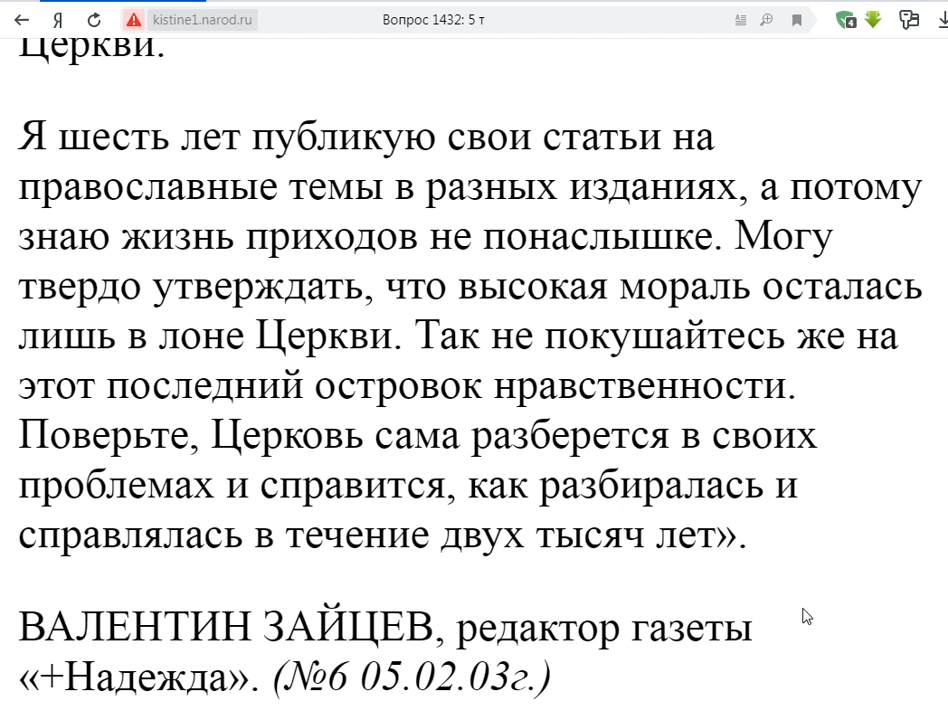 Я
kistine1.narod.ru
Вопрос 1432: 5 т
4
Церкви.
Я шесть лет публикую свои статьи на
православные темы в разных изданиях, а потому
знаю жизнь приходов не понаслышке. Могу
твердо утверждать, что высокая мораль осталась
лишь в лоне Церкви. Так не покушайтесь же на
этот последний островок нравственности.
Поверьте, Церковь сама разберется в своих
проблемах и справится, как разбиралась и
справлялась в течение двух тысяч лет».
ВАЛЕНТИН ЗАЙЦЕВ, редактор газеты
«+Надежда». (№6 05.02.03г.)